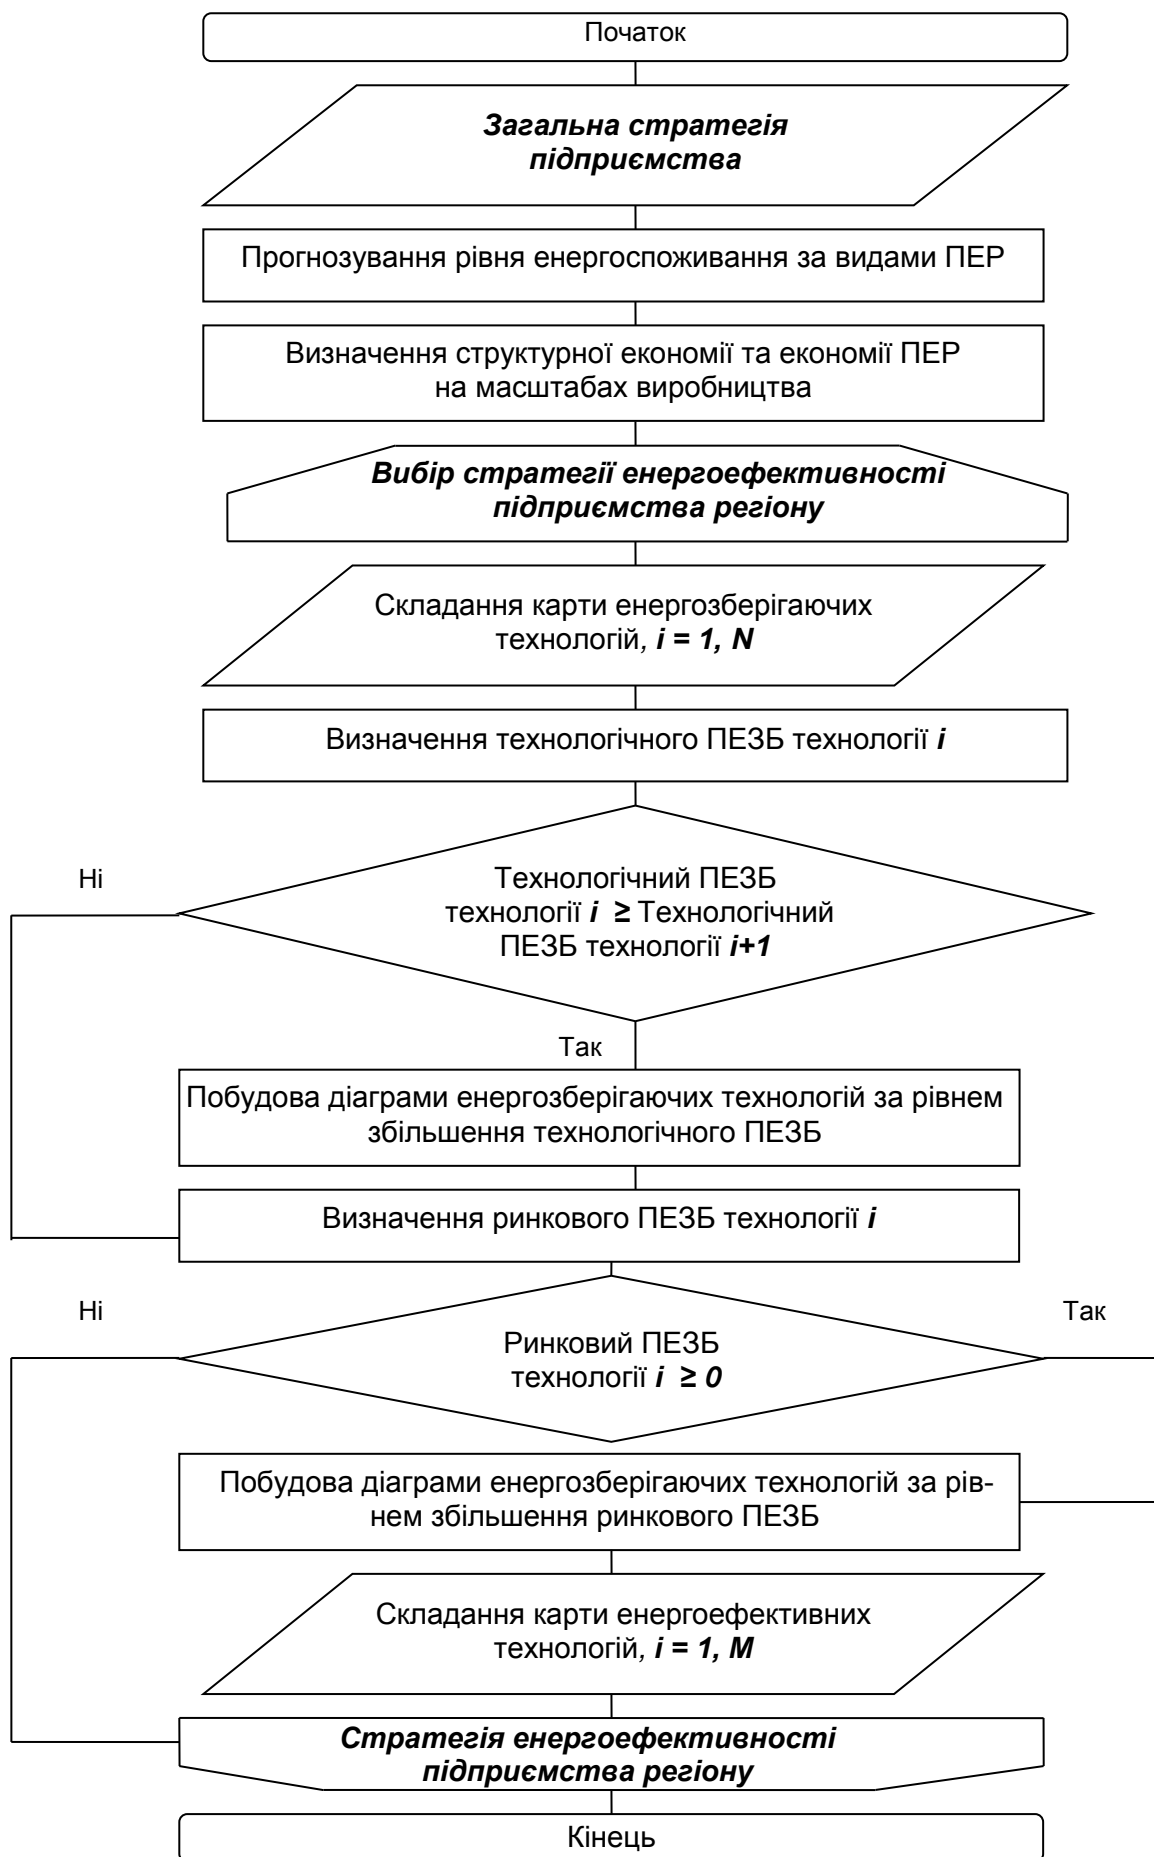 Початок
Загальна стратегія
підприємства
Прогнозування рівня енергоспоживання за видами ПЕР
Визначення структурної економії та економії ПЕР
на масштабах виробництва
Вибір стратегії енергоефективності
підприємства регіону
Складання карти енергозберігаючих
технологій, i = 1, N
Визначення технологічного ПЕЗБ технології i
Ні
Технологічний ПЕЗБ
технології i ≥ Технологічний
ПЕЗБ технології i+1
Так
Побудова діаграми енергозберігаючих технологій за рівнем
збільшення технологічного ПЕЗБ
Визначення ринкового ПЕЗБ технології i
Ні
Так
Ринковий ПЕЗБ
технології i ≥ 0
Побудова діаграми енергозберігаючих технологій за рів-
нем збільшення ринкового ПЕЗБ
Складання карти енергоефективних
технологій, i = 1, M
Стратегія енергоефективності
підприємства регіону
Кінець